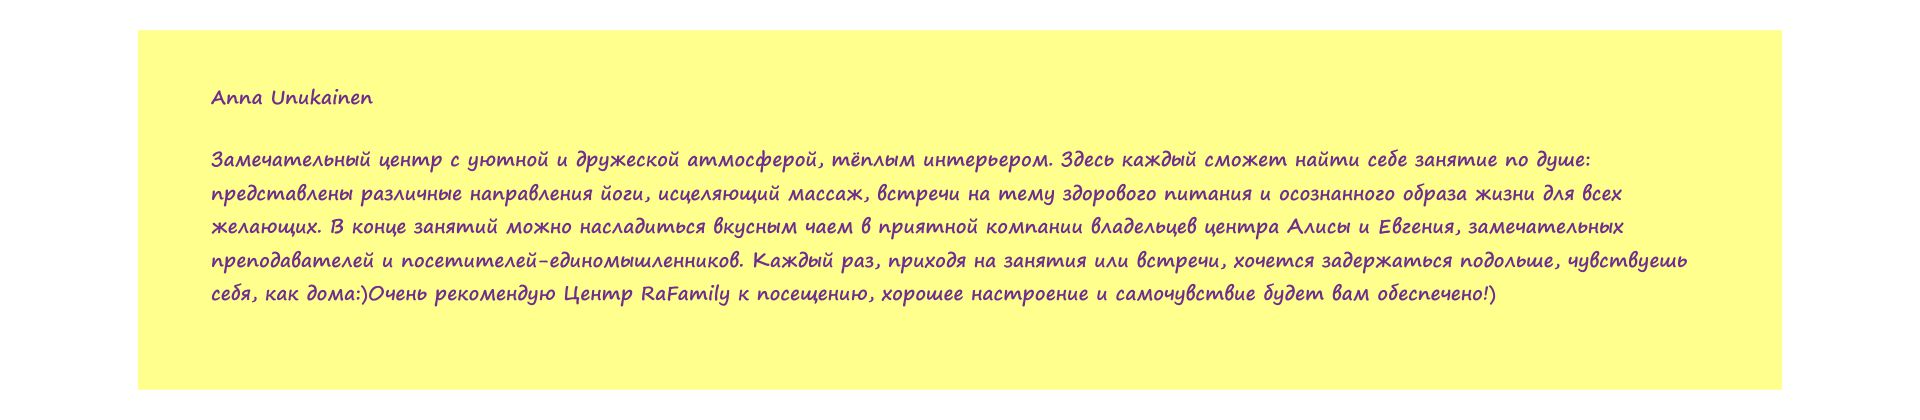 Anna Unukainen
Замечательный центр с уютной и дружеской атмосферой, тёплым интерьером. Здесь каждый сможет найти себе занятие по душе:
представлены различные направления йоги, исцеляющий массаж, встречи на тему здорового питания и осознанного образа жизни для всех
желающих. В конце занятий можно насладиться вкусным чаем в приятной компании владельцев центра Алисы и Евгения, замечательных
преподавателей и посетителей-единомышленников. Каждый раз, приходя на занятия или встречи, хочется задержаться подольше, чувствуешь
себя, как дома:)Очень рекомендую Центр RaFamily к посещению, хорошее настроение и самочувствие будет вам обеспечено!)